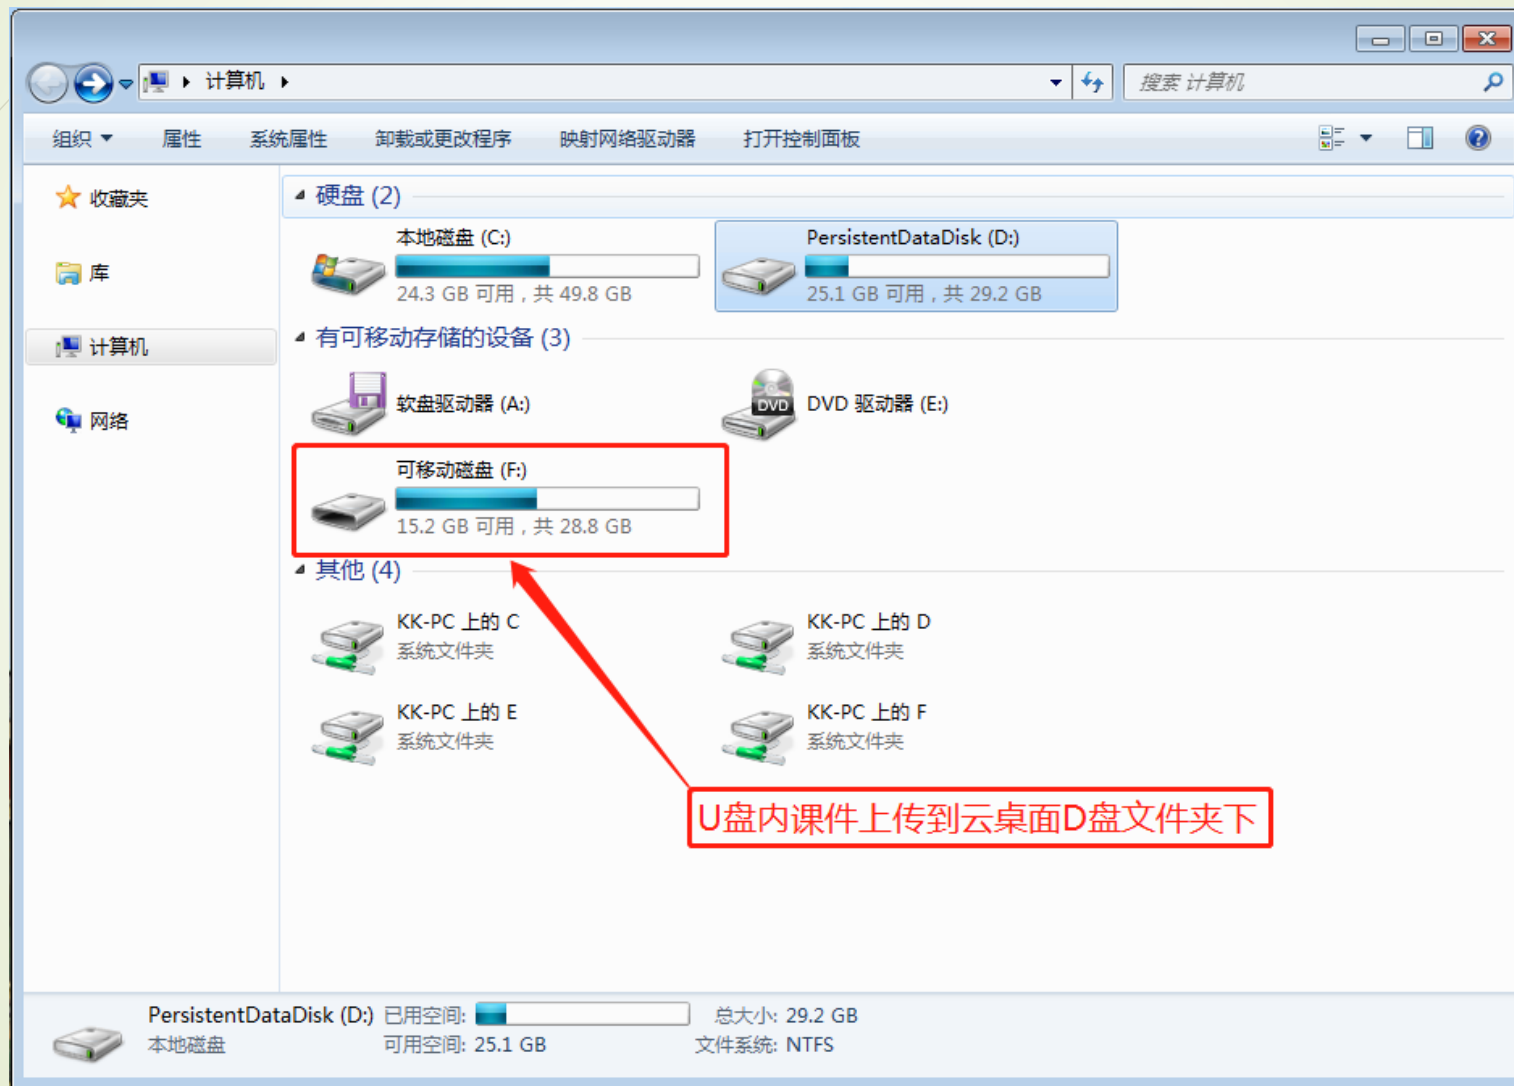 计算机
搜索 计算机
组织 属性 系统属性 卸载或更改程序 映射网络驱动器 打开控制面板
收藏夹
库
计算机
网络
硬盘 (2)
本地磁盘 (C:)
24.3 GB 可用，共 49.8 GB
PersistentDataDisk (D:)
25.1 GB 可用，共 29.2 GB
有可移动存储的设备 (3)
软盘驱动器 (A:)
DVD
DVD 驱动器 (E:)
可移动磁盘 (F:)
15.2 GB 可用，共 28.8 GB
其他 (4)
KK-PC 上的 C
系统文件夹
KK-PC 上的 D
系统文件夹
KK-PC 上的 E
系统文件夹
KK-PC 上的 F
系统文件夹
U盘内课件上传到云桌面D盘文件夹下
PersistentDataDisk (D:) 已用空间: 总大小: 29.2 GB
本地磁盘 可用空间: 25.1 GB 文件系统: NTFS